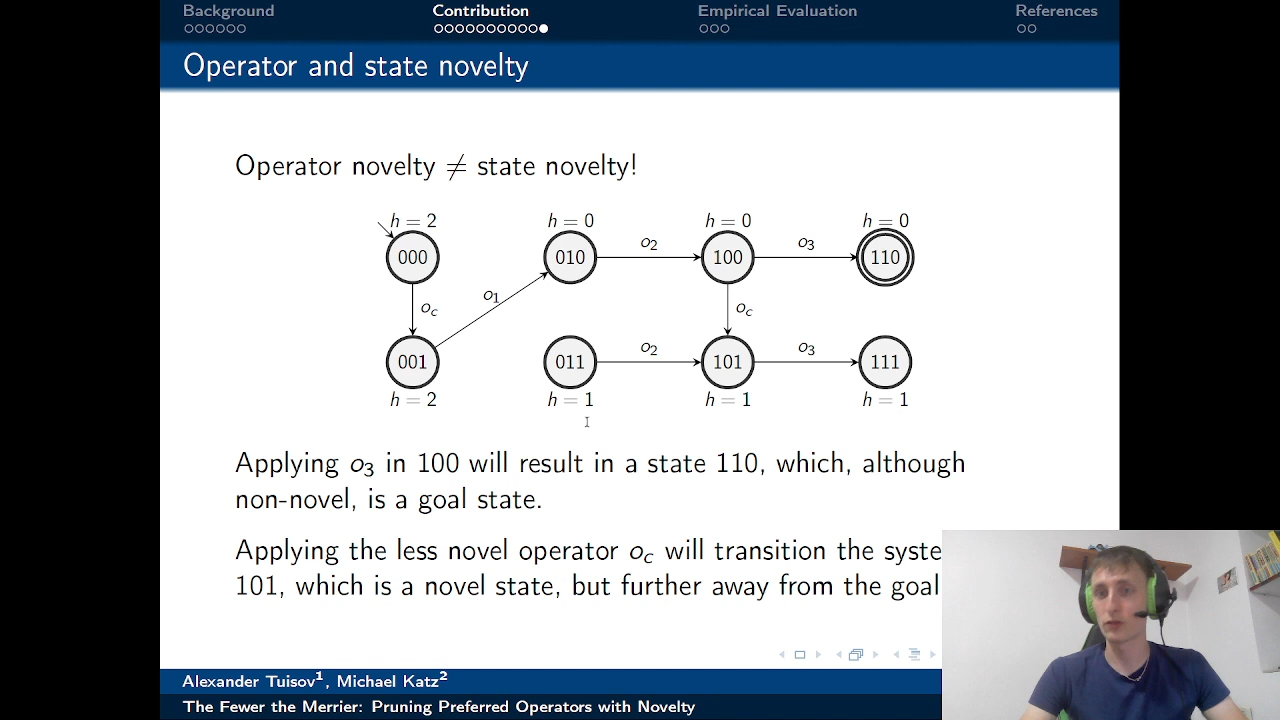 Background Contribution Empirical Evaluation References
Operator and state novelty
Operator novelty ≠ state novelty!
h = 2 h = 0 h = 0 h = 0
000 010 100 110
o2 o3
oc o1 oc
001 011 101 111
o2 o3
h = 2 h = 1 h = 1 h = 1
Applying o3 in 100 will result in a state 110, which, although
non-novel, is a goal state.
Applying the less novel operator oc will transition the syste
101, which is a novel state, but further away from the goal
Alexander Tuisov1, Michael Katz2
The Fewer the Merrier: Pruning Preferred Operators with Novelty